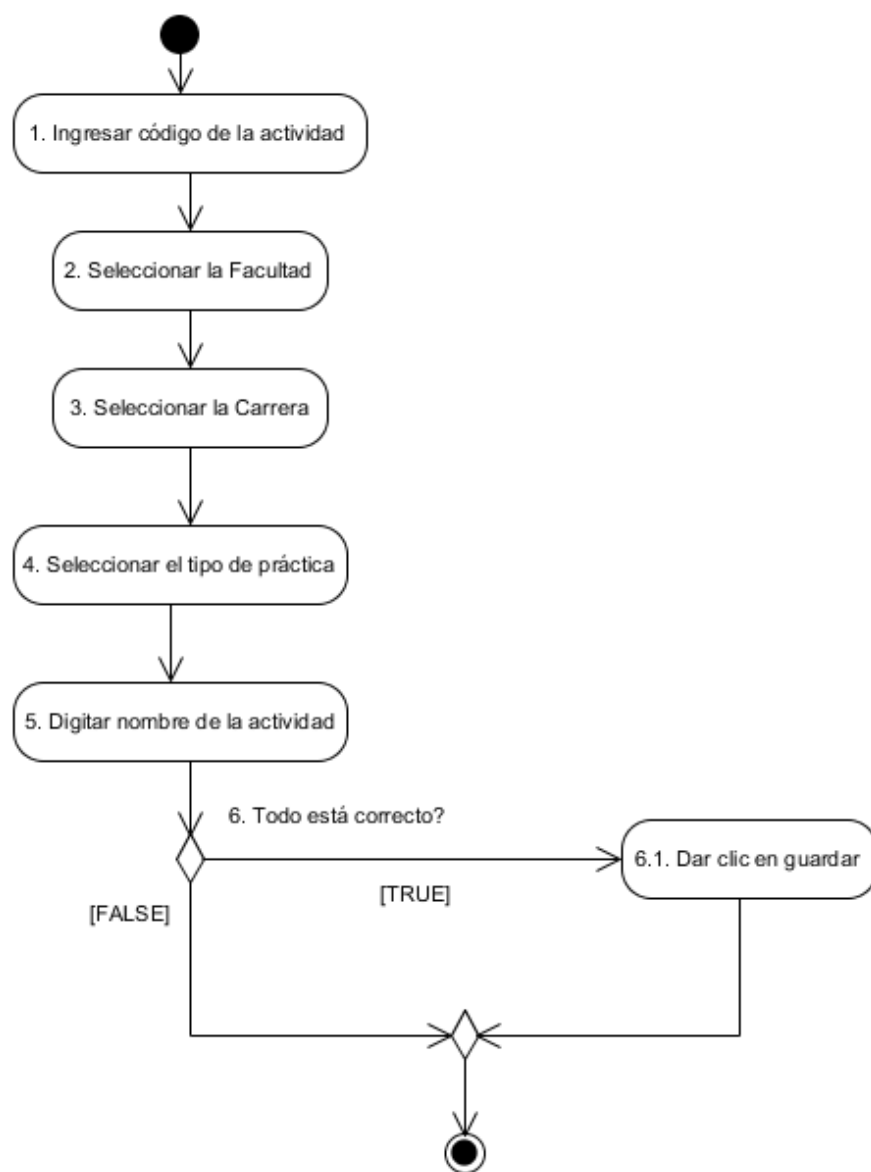 1. Ingresar código de la actividad
2. Seleccionar la Facultad
3. Seleccionar la Carrera
4. Seleccionar el tipo de práctica
5. Digitar nombre de la actividad
6. Todo está correcto?
6.1. Dar clic en guardar
[TRUE]
[FALSE]